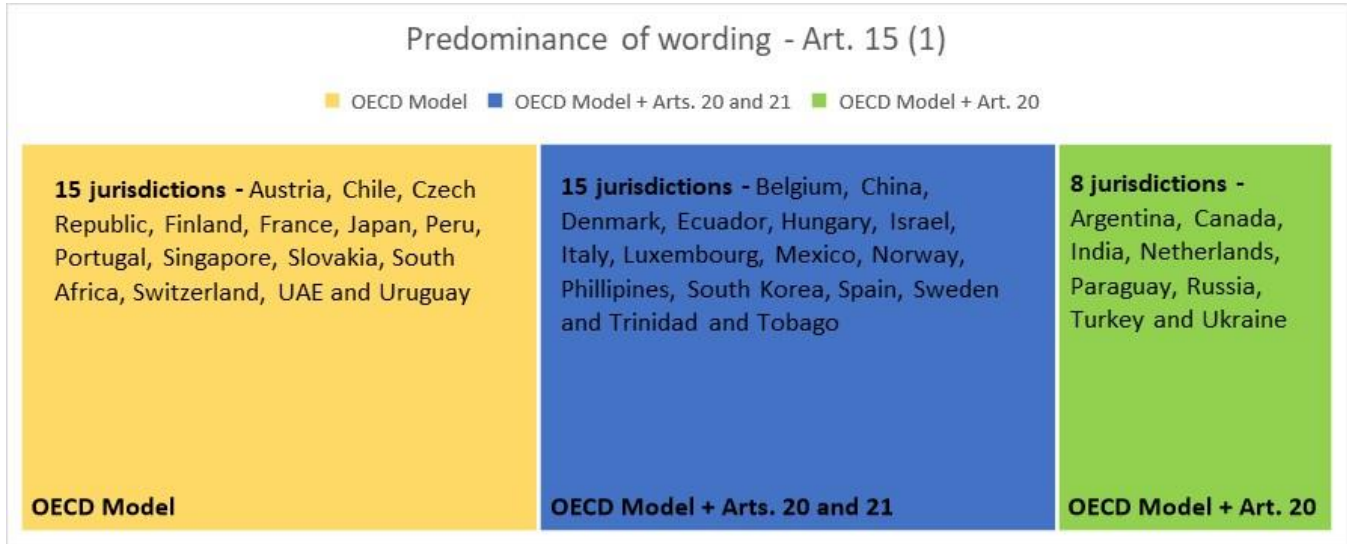 Predominance of wording - Art. 15 (1)
OECD Model OECD Model + Arts. 20 and 21 OECD Model + Art. 20
15 jurisdictions - Austria, Chile, Czech
Republic, Finland, France, Japan, Peru,
Portugal, Singapore, Slovakia, South
Africa, Switzerland, UAE and Uruguay
OECD Model
15 jurisdictions - Belgium, China,
Denmark, Ecuador, Hungary, Israel,
Italy, Luxembourg, Mexico, Norway,
Phillipines, South Korea, Spain, Sweden
and Trinidad and Tobago
OECD Model + Arts. 20 and 21
8 jurisdictions -
Argentina, Canada,
India, Netherlands,
Paraguay, Russia,
Turkey and Ukraine
OECD Model + Art. 20